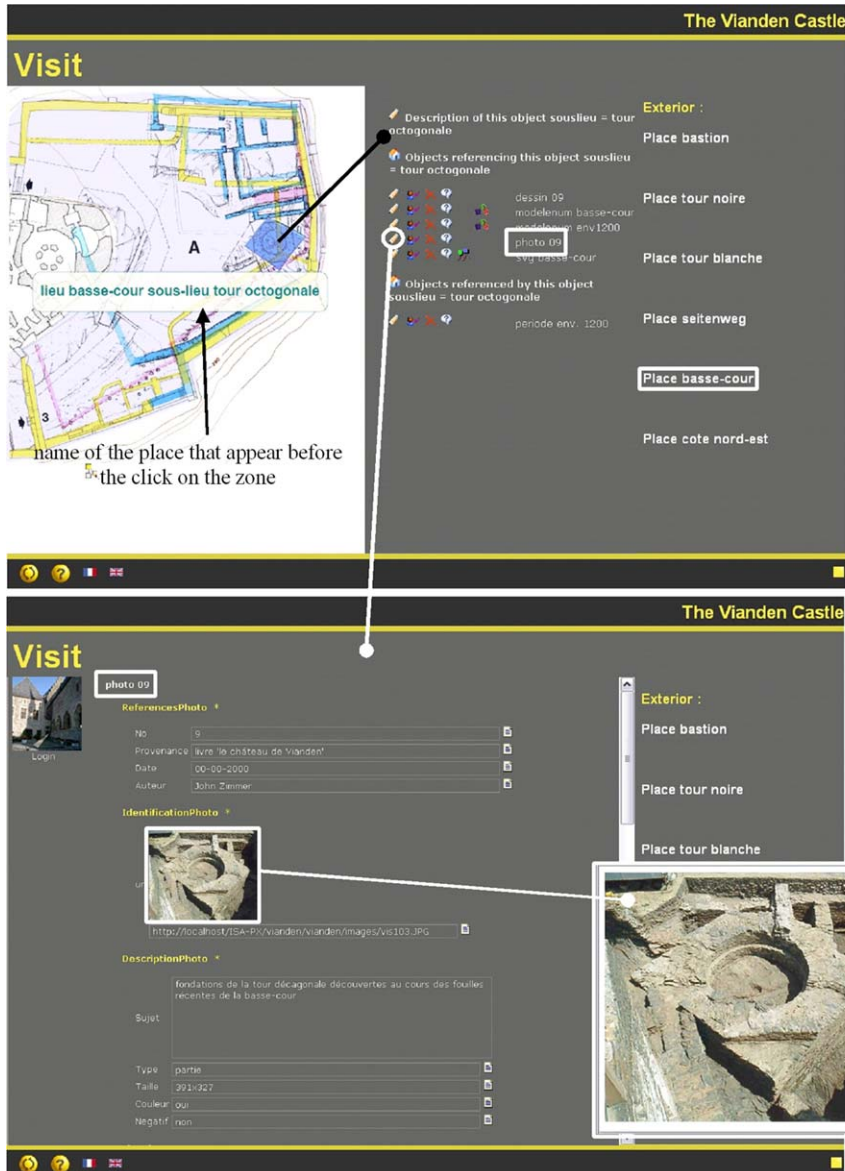 The Vianden Castle
Visit
Description of this object souslieu = tour
octogonale
Objects referencing this object souslieu
= tour octogonale
dessin 09
modelenum basse-cour
modelenum env1200
photo 09
svg basse-cour
Objects referenced by this object
souslieu = tour octogonale
periode env. 1200
Exterior :
Place bastion
Place tour noire
Place tour blanche
Place seitenweg
Place basse-cour
Place cote nord-est
A
lieu basse-cour sous-lieu tour octogonale
3
name of the place that appear before
the click on the zone
The Vianden Castle
Visit
Login
photo 09
ReferencesPhoto *
No 9
Provenance livre 'le château de Vianden'
Date 00-00-2000
Auteur John Zimmer
IdentificationPhoto *
ur
http://localhost/ISA-PX/vianden/vianden/images/vis103.JPG
DescriptionPhoto *
Sujet
fondations de la tour décagonale découvertes au cours des fouilles
recentes de la basse-cour
Type partie
Taille 391x327
Couleur oui
Negatif non
Exterior :
Place bastion
Place tour noire
Place tour blanche